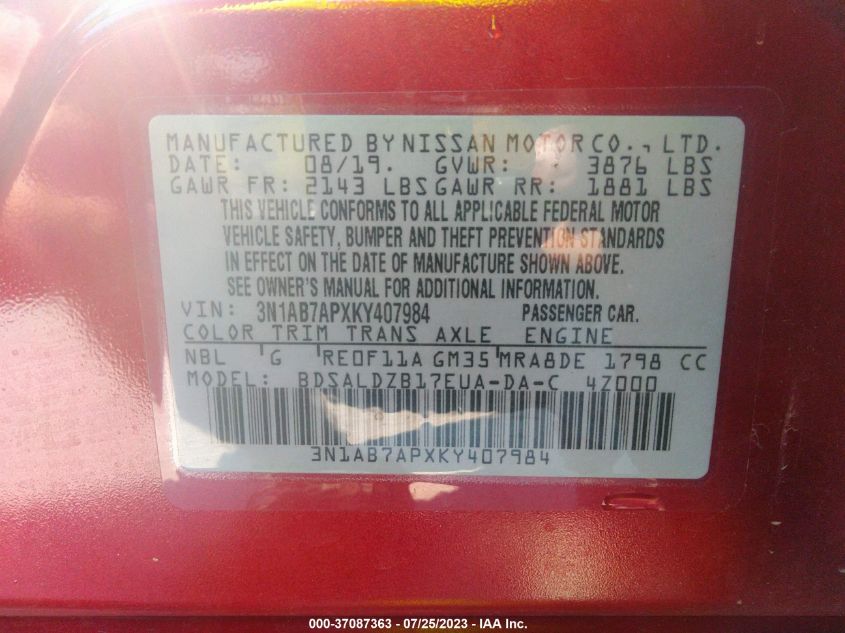 MANUFACTURED BY NISSAN MOTOR CO., LTD.
DATE: 08/19. GVWR: 3876 LBS
GAWR FR: 2143 LBS GAWR RR: 1881 LBS
THIS VEHICLE CONFORMS TO ALL APPLICABLE FEDERAL MOTOR
VEHICLE SAFETY, BUMPER AND THEFT PREVENTION STANDARDS
IN EFFECT ON THE DATE OF MANUFACTURE SHOWN ABOVE.
SEE OWNER'S MANUAL FOR ADDITIONAL INFORMATION.
VIN: 3N1AB7APXKY407984 PASSENGER CAR.
COLOR TRIM TRANS AXLE ENGINE
NBL G RE0F11A GM35 MRA8DE 1798 CC
MODEL: BDSALDZB17EUA-DA-C 4Z000
3N1AB7APXKY407984
000-37087363 - 07/25/2023 - IAA Inc.